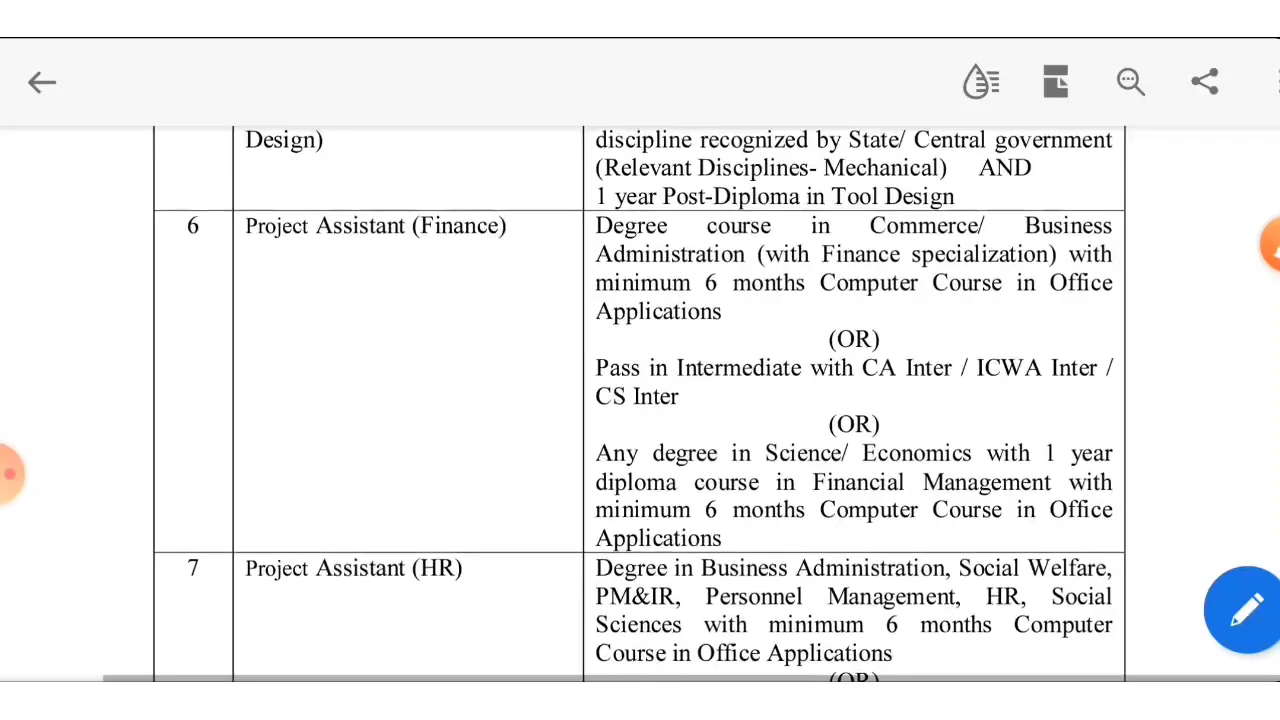 Design)
discipline recognized by State/ Central government
(Relevant Disciplines- Mechanical) AND
1 year Post-Diploma in Tool Design
6
Project Assistant (Finance)
Degree course in Commerce/ Business
Administration (with Finance specialization) with
minimum 6 months Computer Course in Office
Applications
(OR)
Pass in Intermediate with CA Inter / ICWA Inter /
CS Inter
(OR)
Any degree in Science/ Economics with 1 year
diploma course in Financial Management with
minimum 6 months Computer Course in Office
Applications
7
Project Assistant (HR)
Degree in Business Administration, Social Welfare,
PM&IR, Personnel Management, HR, Social
Sciences with minimum 6 months Computer
Course in Office Applications
(OR)